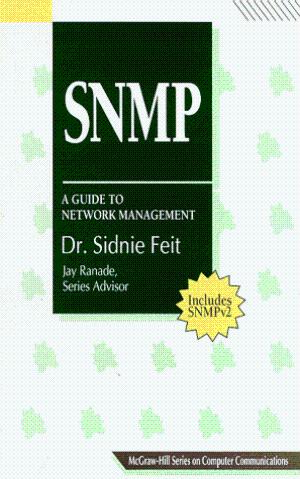 SNMP
A GUIDE TO
NETWORK MANAGEMENT
Dr. Sidnie Feit
Jay Ranade,
Series Advisor
Includes
SNMPv2
McGraw-Hill Series on Computer Communications